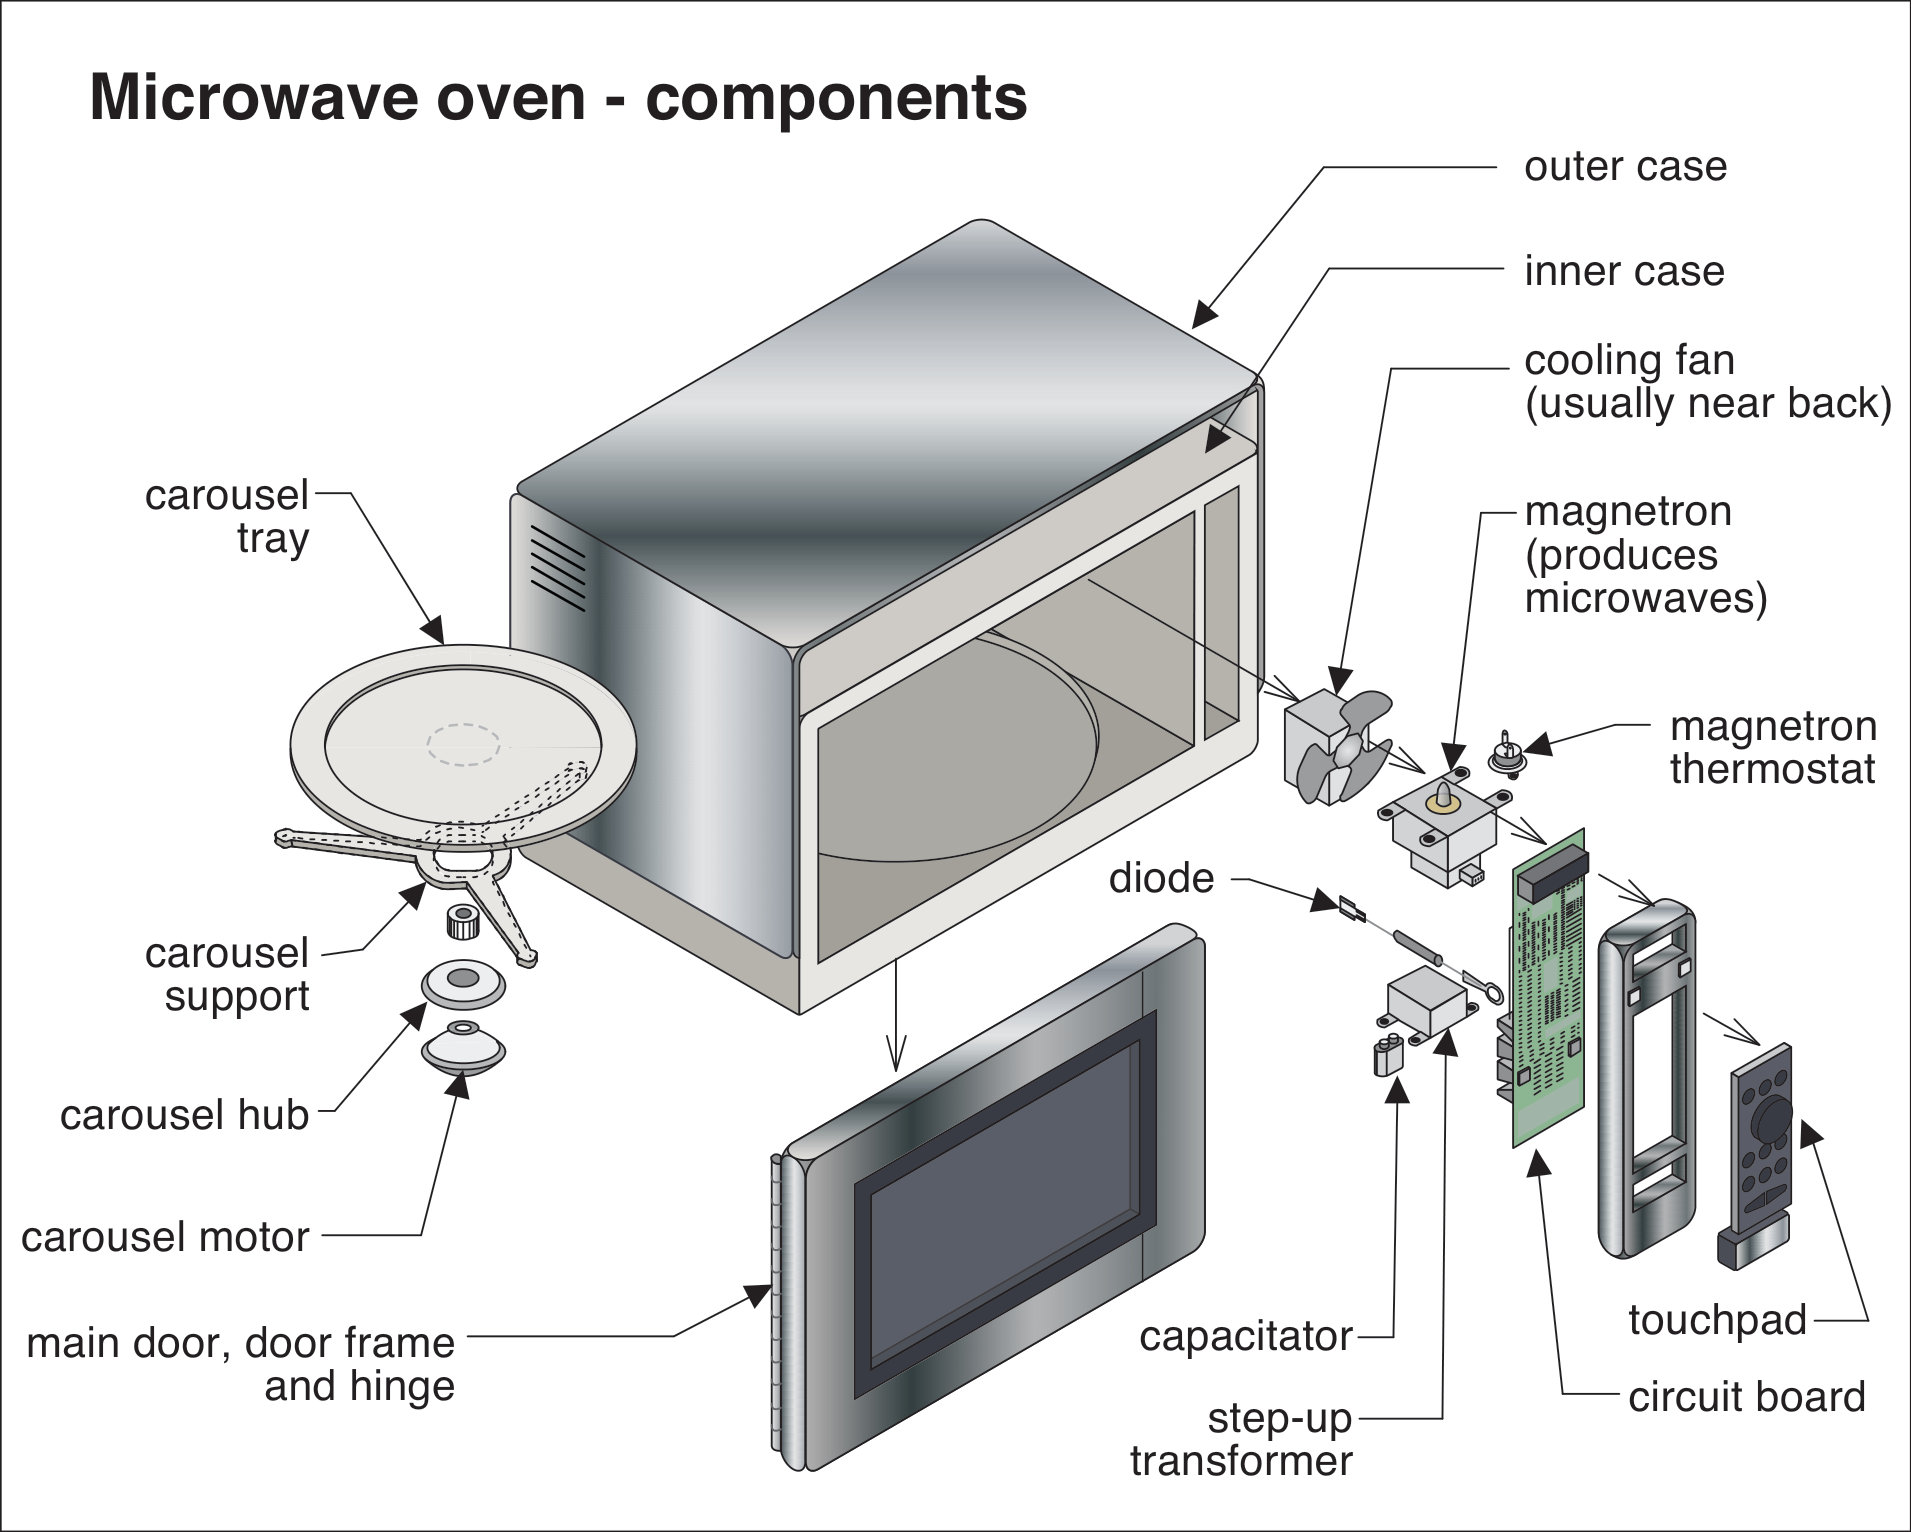 Microwave oven - components
outer case
inner case
cooling fan
(usually near back)
carousel
tray
magnetron
(produces
microwaves)
magnetron
thermostat
diode
carousel
support
carousel hub
carousel motor
main door, door frame
and hinge
capacitator
step-up
transformer
touchpad
circuit board